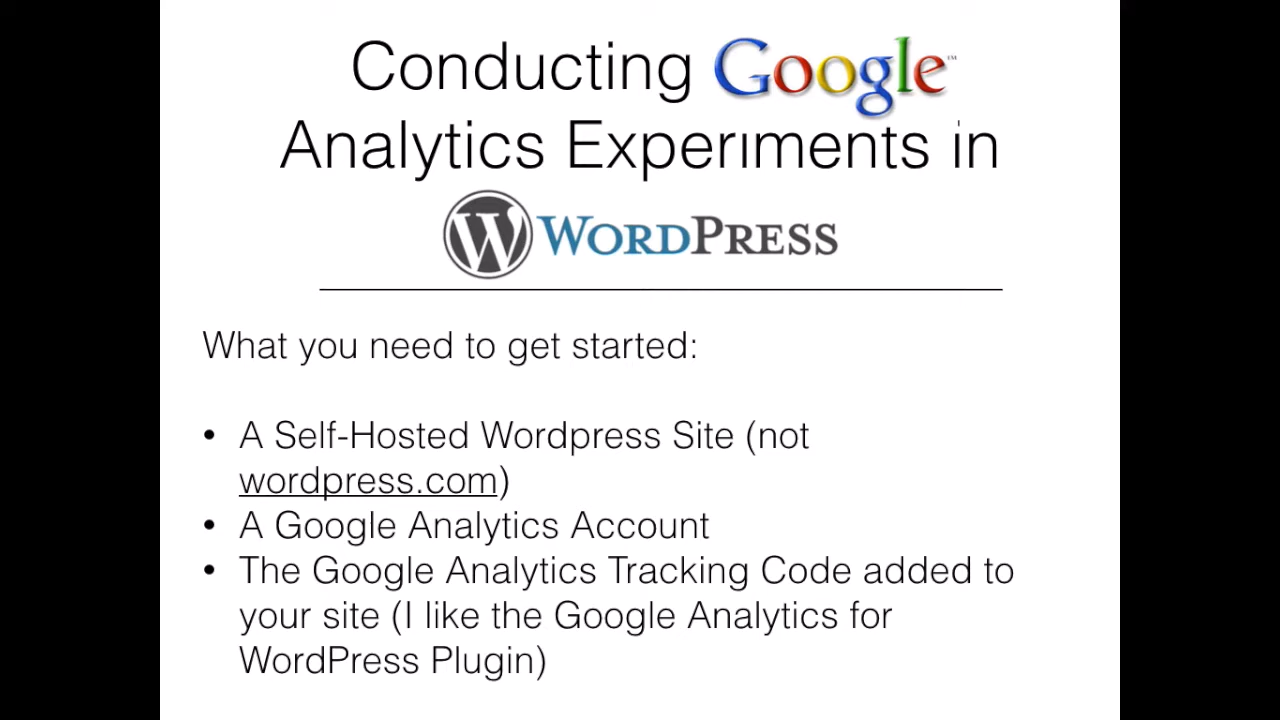 Conducting Google™
Analytics Experiments in
WORDPRESS
What you need to get started:
• A Self-Hosted Wordpress Site (not
wordpress.com)
• A Google Analytics Account
• The Google Analytics Tracking Code added to
your site (I like the Google Analytics for
WordPress Plugin)